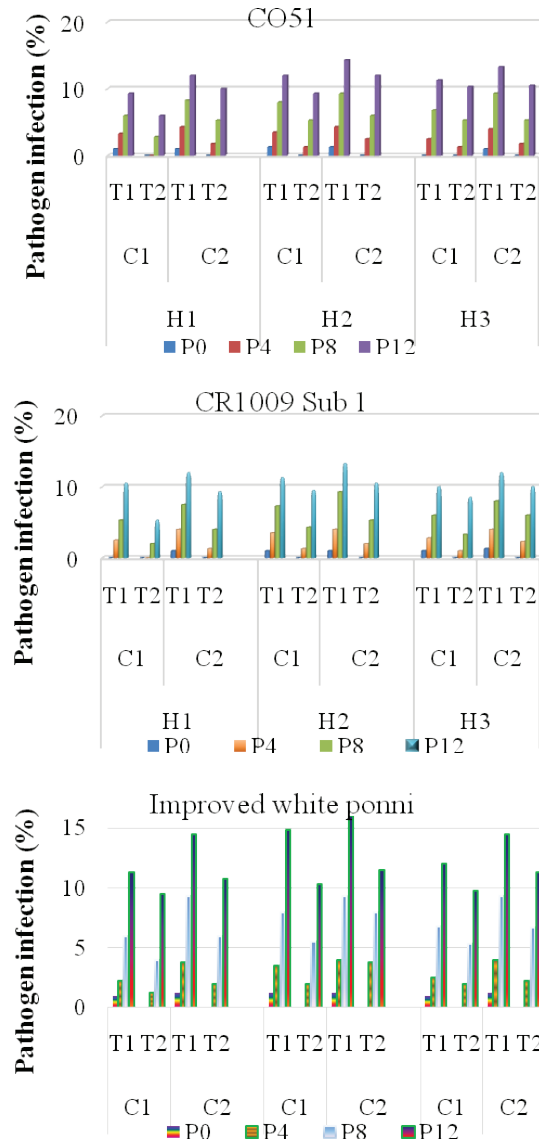 CO51
Pathogen infection (%)
20
10
0
T1 T2 T1 T2 T1 T2 T1 T2 T1 T2 T1 T2
C1 C2 C1 C2 C1 C2
H1 H2 H3
P0 P4 P8 P12
CR1009 Sub 1
Pathogen infection (%)
20
10
0
T1 T2 T1 T2 T1 T2 T1 T2 T1 T2 T1 T2
C1 C2 C1 C2 C1 C2
H1 H2 H3
P0 P4 P8 P12
Improved white ponni
Pathogen infection (%)
15
10
5
0
T1 T2 T1 T2 T1 T2 T1 T2 T1 T2 T1 T2
C1 C2 C1 C2 C1 C2
P0 P4 P8 P12